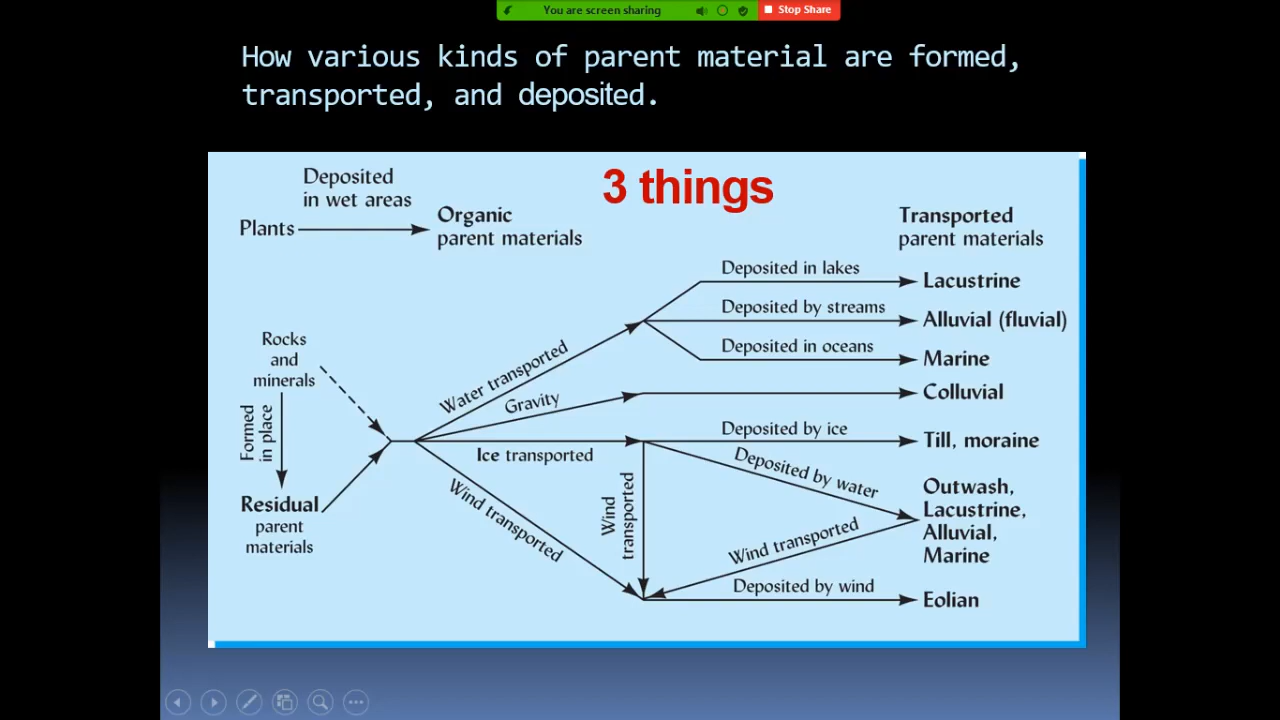 You are screen sharing
Stop Share
How various kinds of parent material are formed,
transported, and deposited.
3 things
Deposited
in wet areas
Plants
Organic
parent materials
Transported
parent materials
Deposited in lakes
Lacustrine
Deposited by streams
Alluvial (fluvial)
Deposited in oceans
Marine
Rocks
and
minerals
Formed
in place
Residual
parent
materials
Water transported
Gravity
Colluvial
Ice transported
Deposited by ice
Till, moraine
Wind transported
Wind
transported
Deposited by water
Outwash,
Lacustrine,
Alluvial,
Marine
Wind transported
Deposited by wind
Eolian